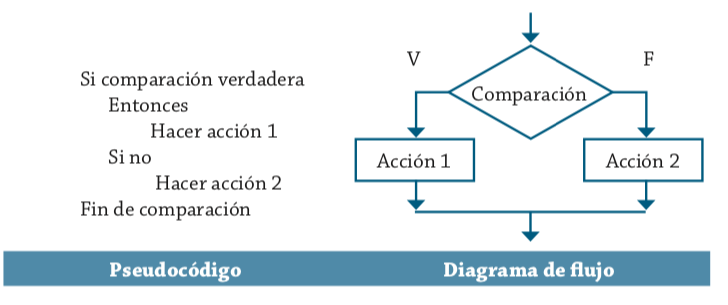 Si comparación verdadera
Entonces
Hacer acción 1
Si no
Hacer acción 2
Fin de comparación
V
F
Comparación
Acción 1
Acción 2
Pseudocódigo
Diagrama de flujo